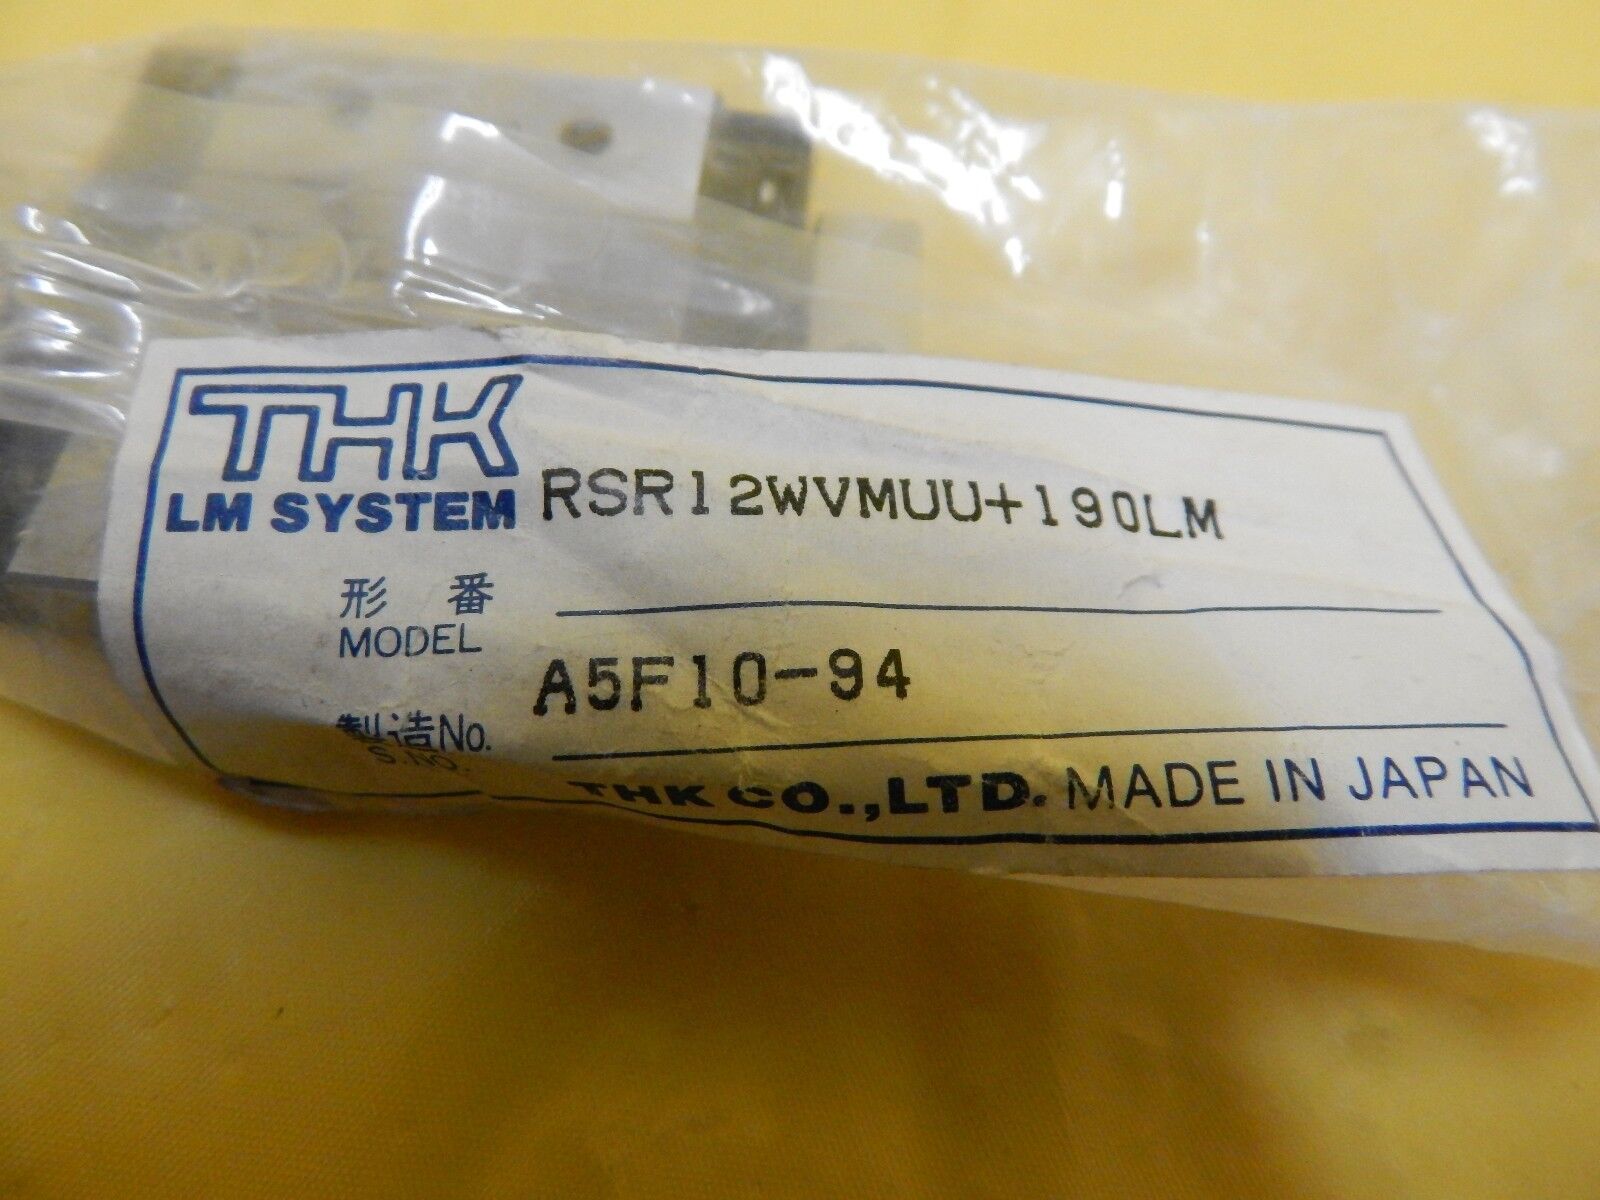 THK
LM SYSTEM
RSR12WVMUU+190LM
形 番
MODEL
A5F10-94
製造No.
S.NO.
THK CO.,LTD. MADE IN JAPAN